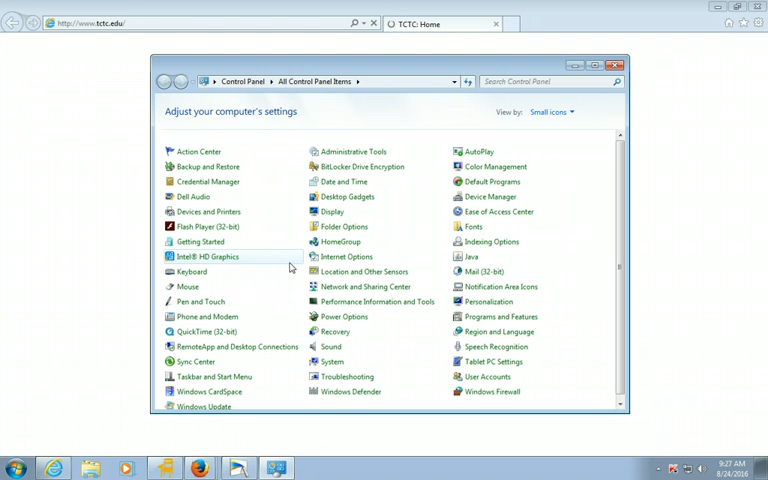 http://www.tctc.edu/
TCTC: Home
Control Panel
All Control Panel Items
Search Control Panel
Adjust your computer's settings
View by:
Small icons
Action Center
Administrative Tools
AutoPlay
Backup and Restore
BitLocker Drive Encryption
Color Management
Credential Manager
Date and Time
Default Programs
Dell Audio
Desktop Gadgets
Device Manager
Devices and Printers
Display
Ease of Access Center
Flash Player (32-bit)
Folder Options
Fonts
Getting Started
HomeGroup
Indexing Options
Intel® HD Graphics
Internet Options
Java
Keyboard
Location and Other Sensors
Mail (32-bit)
Mouse
Network and Sharing Center
Notification Area Icons
Pen and Touch
Performance Information and Tools
Personalization
Phone and Modem
Power Options
Programs and Features
QuickTime (32-bit)
Recovery
Region and Language
RemoteApp and Desktop Connections
Sound
Speech Recognition
Sync Center
System
Tablet PC Settings
Taskbar and Start Menu
Troubleshooting
User Accounts
Windows CardSpace
Windows Defender
Windows Firewall
Windows Update
9:27 AM
8/24/2016